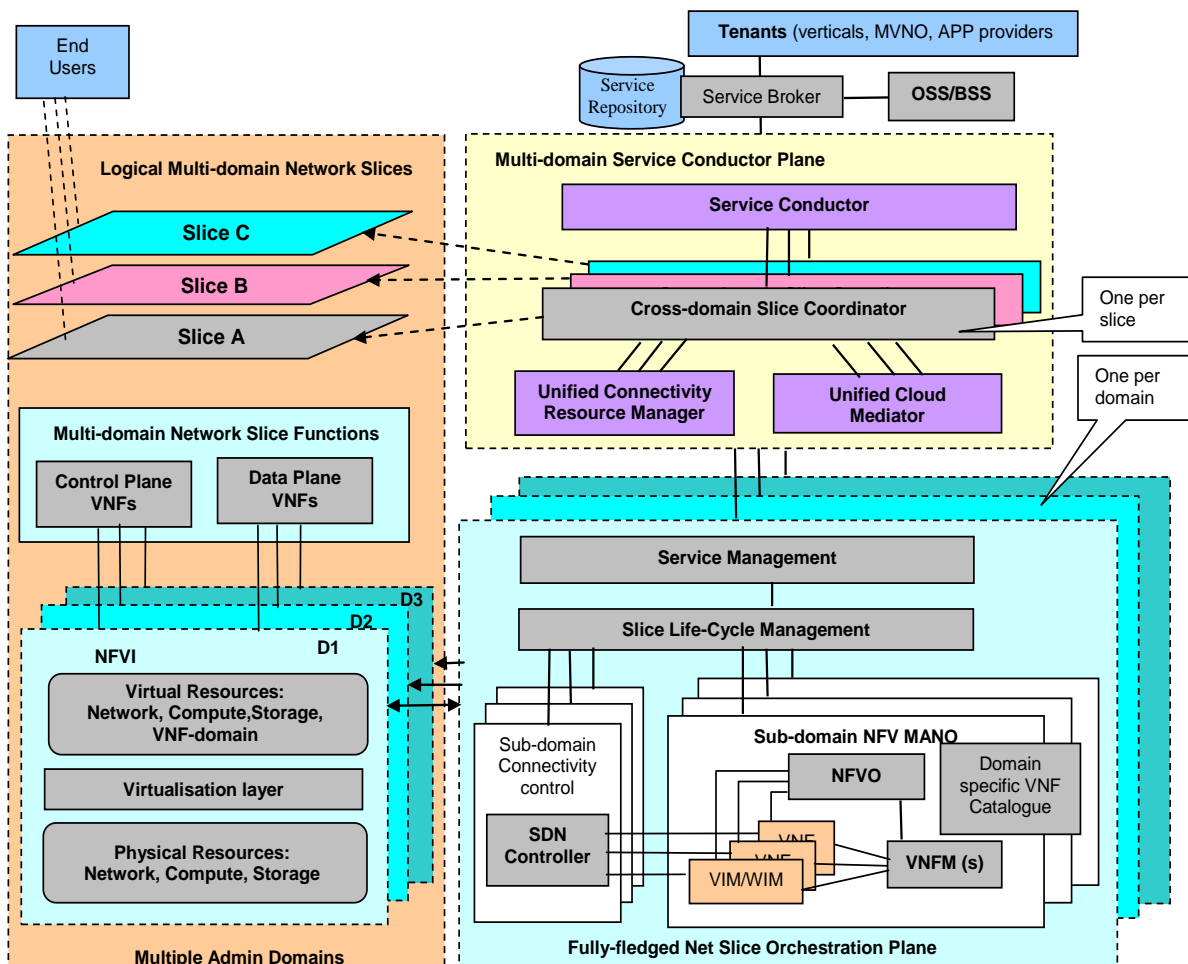 End
Users
Tenants (verticals, MVNO, APP providers
Service
Repository
Service Broker
OSS/BSS
Logical Multi-domain Network Slices
Slice C
Slice B
Slice A
Multi-domain Service Conductor Plane
Service Conductor
Cross-domain Slice Coordinator
Unified Connectivity
Resource Manager
Unified Cloud
Mediator
One per
slice
One per
domain
Multi-domain Network Slice Functions
Control Plane
VNFs
Data Plane
VNFs
D3
D2
D1
NFVI
Virtual Resources:
Network, Compute,Storage,
VNF-domain
Virtualisation layer
Physical Resources:
Network, Compute, Storage
Multiple Admin Domains
Service Management
Slice Life-Cycle Management
Sub-domain
Connectivity
control
SDN
Controller
Sub-domain NFV MANO
NFVO
Domain
specific VNF
Catalogue
VNF
VNF
VIM/WIM
VNFM (s)
Fully-fledged Net Slice Orchestration Plane